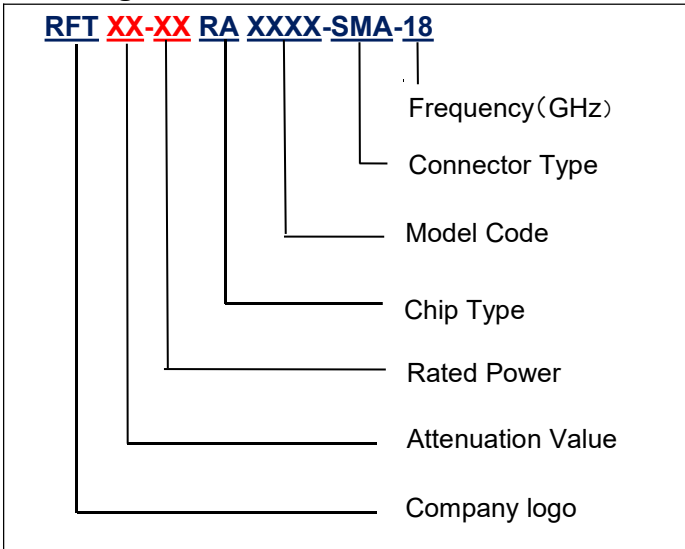 RFT XX-XX RA XXXX-SMA-18
Frequency（GHz）
Connector Type
Model Code
Chip Type
Rated Power
Attenuation Value
Company logo